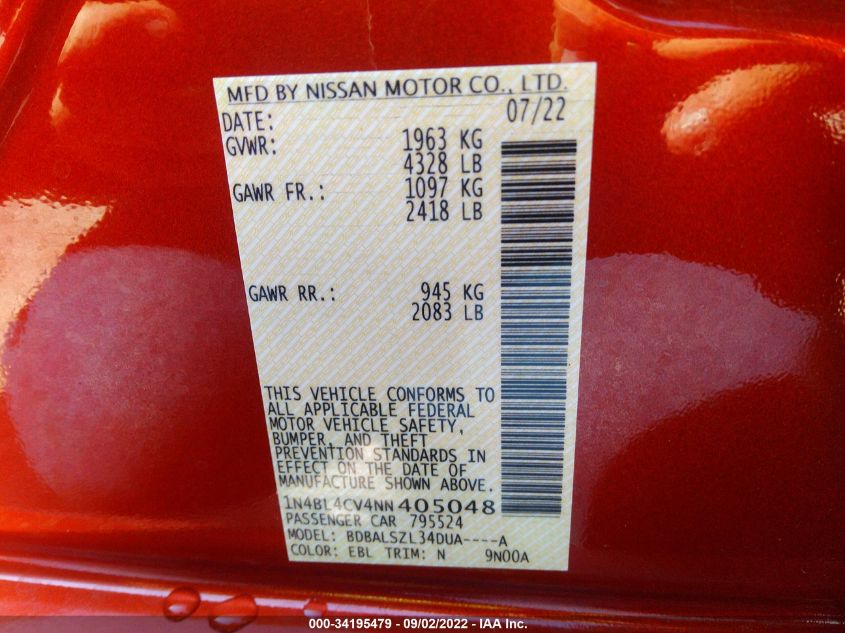 MFD BY NISSAN MOTOR CO., LTD.
DATE: 07/22
GVWR: 1963 KG
4328 LB
GAWR FR.: 1097 KG
2418 LB
GAWR RR.: 945 KG
2083 LB
THIS VEHICLE CONFORMS TO
ALL APPLICABLE FEDERAL
MOTOR VEHICLE SAFETY,
BUMPER, AND THEFT
PREVENTION STANDARDS IN
EFFECT ON THE DATE OF
MANUFACTURE SHOWN ABOVE.
1N4BL4CV4NN405048
PASSENGER CAR 795524
MODEL: BDBALSZL34DUA----A
COLOR: EBL TRIM: N 9N00A
000-34195479 - 09/02/2022 - IAA Inc.